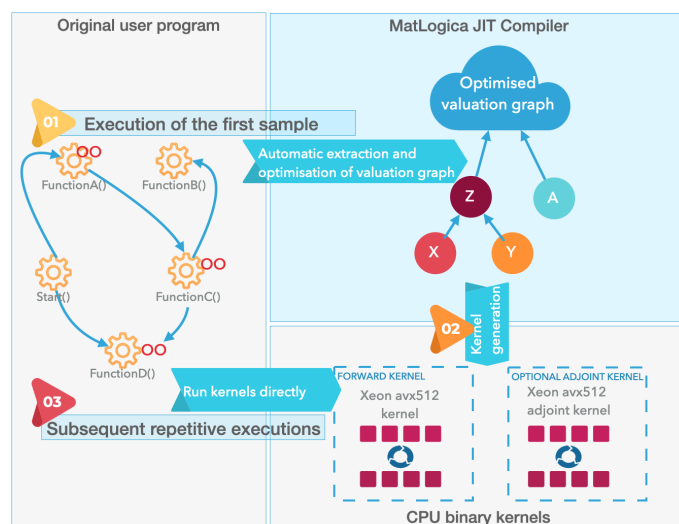 Original user program
MatLogica JIT Compiler
Optimised
valuation graph
01
Execution of the first sample
Automatic extraction and
optimisation of valuation graph
FunctionA()
FunctionB()
Z
A
X
Y
Start()
FunctionC()
FunctionD()
02
Kernel
generation
03
Run kernels directly
Subsequent repetitive executions
FORWARD KERNEL
Xeon avx512
kernel
OPTIONAL ADJOINT KERNEL
Xeon avx512
adjoint kernel
CPU binary kernels